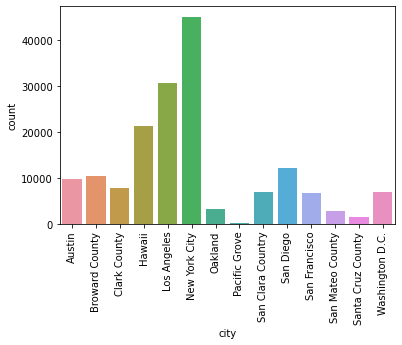 count
40000
30000
20000
10000
0
Austin
Broward County
Clark County
Hawaii
Los Angeles
New York City
Oakland
Pacific Grove
San Clara Country
San Diego
San Francisco
San Mateo County
Santa Cruz County
Washington D.C.
city